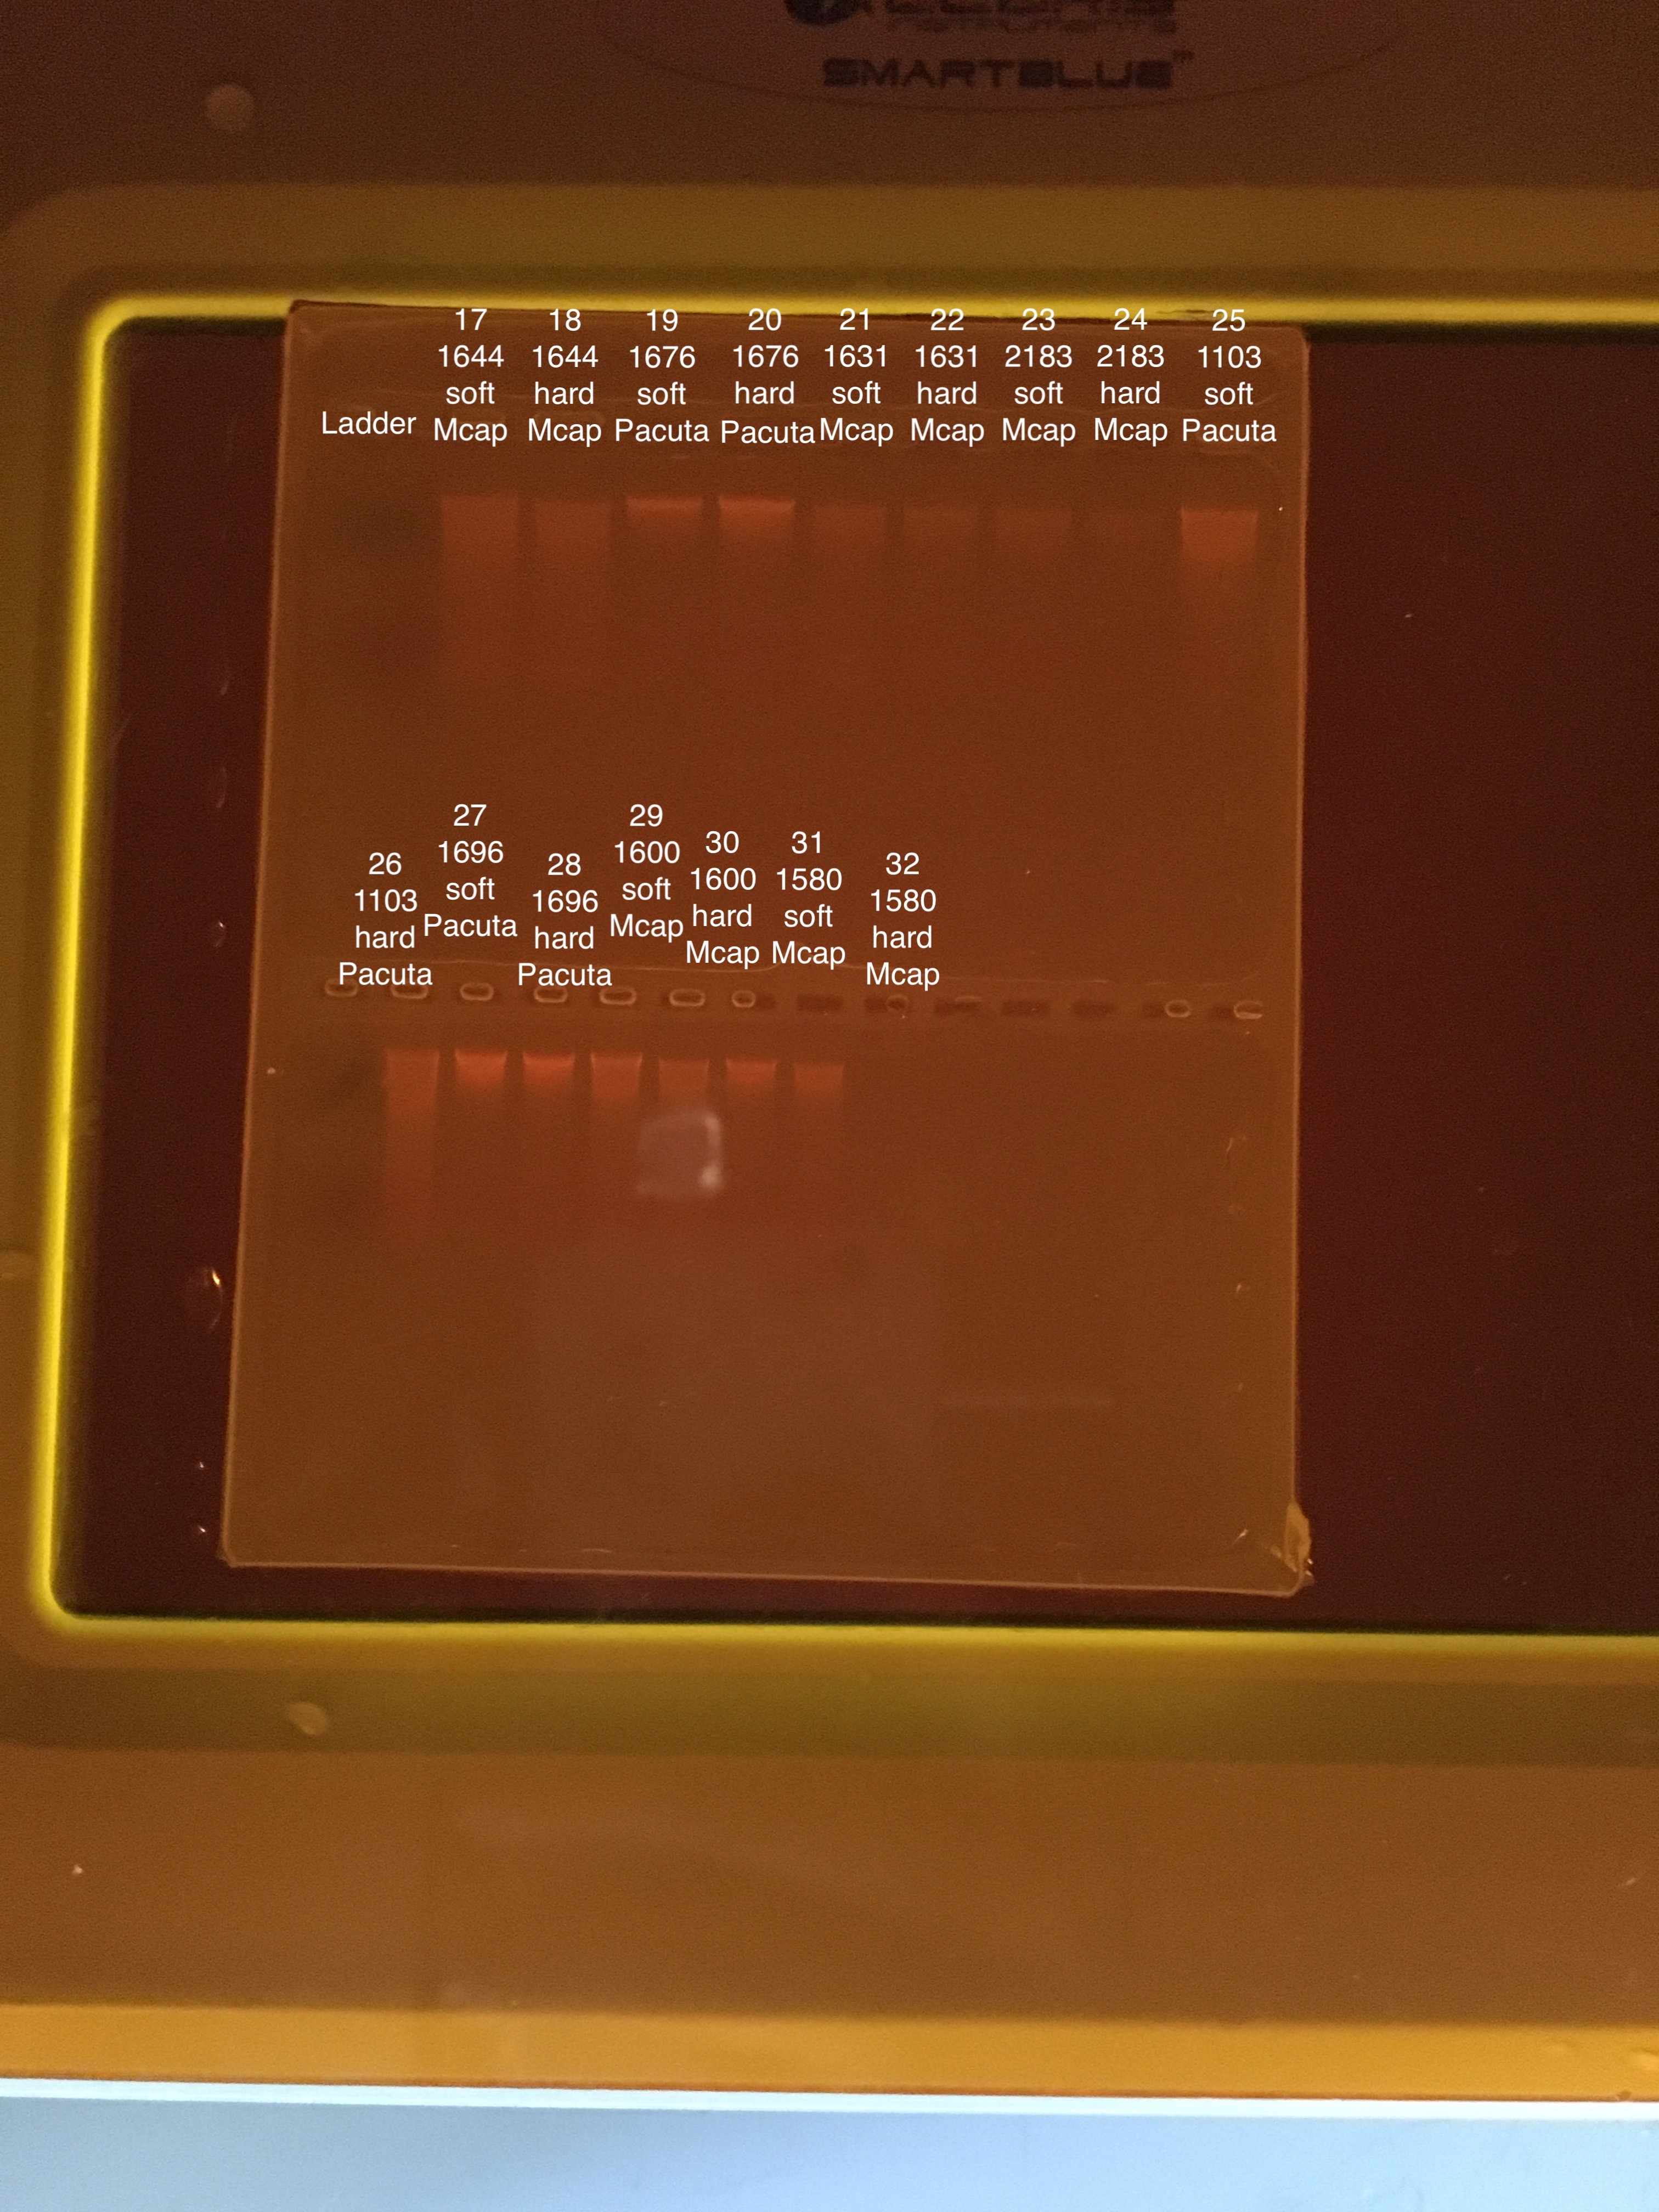 SMARTBLUE™
Ladder
17
1644
soft
Mcap
18
1644
hard
Mcap
19
1676
soft
Pacuta
20
1676
hard
Pacuta
21
1631
soft
Mcap
22
1631
hard
Mcap
23
2183
soft
Mcap
24
2183
hard
Mcap
25
1103
soft
Pacuta
26
1103
hard
Pacuta
27
1696
soft
Pacuta
28
1696
hard
Pacuta
29
1600
soft
Mcap
30
1600
hard
Mcap
31
1580
soft
Mcap
32
1580
hard
Mcap